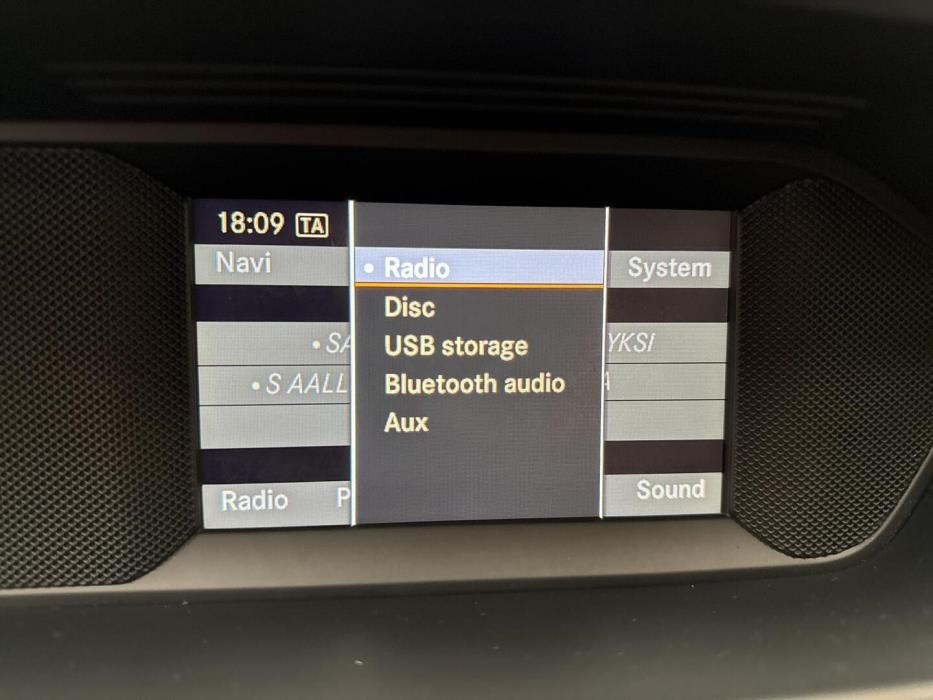 18:09 TA
Navi
• Radio
System
Disc
USB storage
YKSI
• S AALL
Bluetooth audio
Aux
Radio
Sound